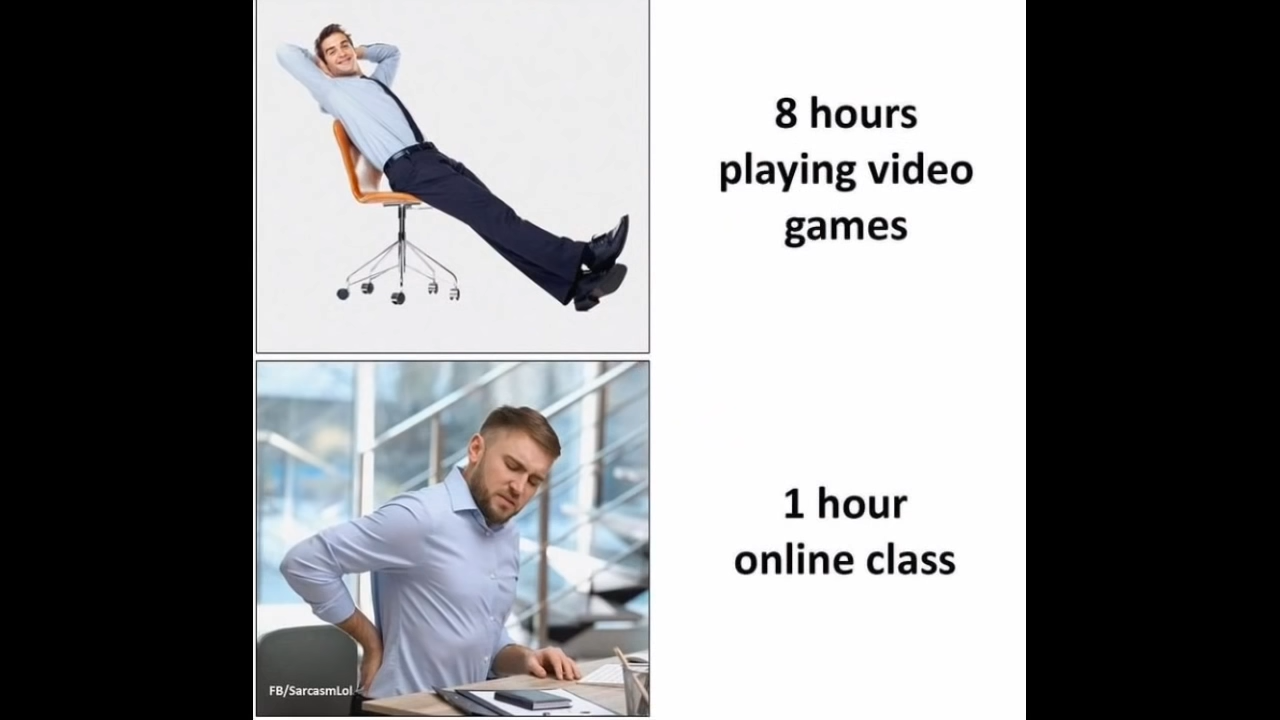 8 hours
playing video
games
1 hour
online class
FB/SarcasmLol